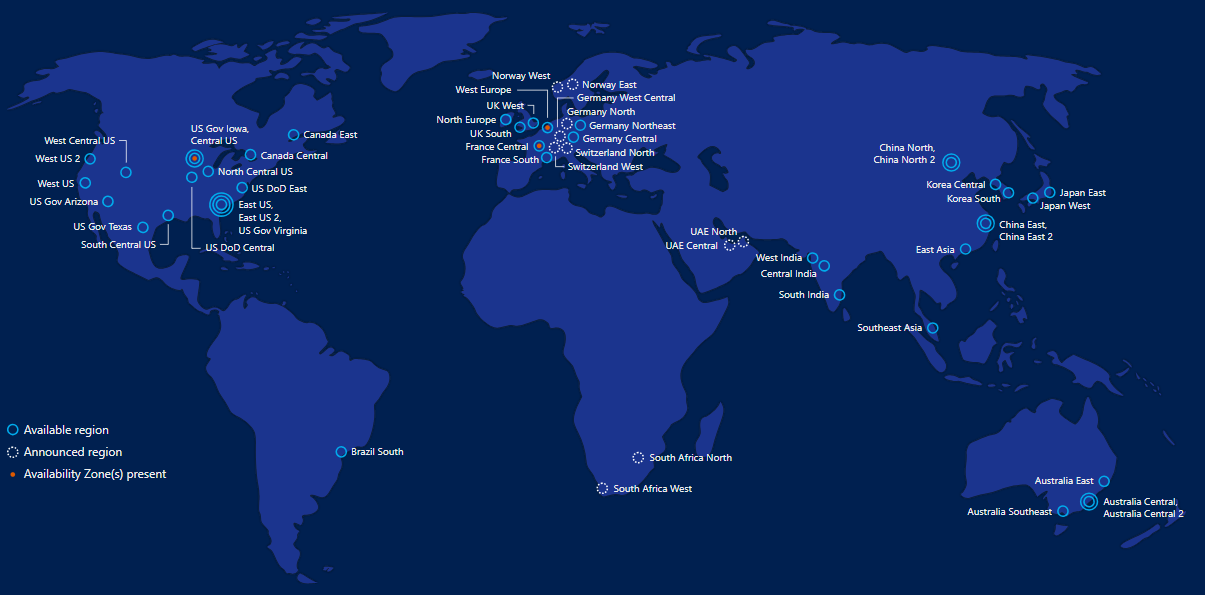 Norway West
Norway East
West Europe
Germany West Central
UK West
Germany North
North Europe
Germany Northeast
UK South
Germany Central
France Central
Switzerland North
France South
Switzerland West
West Central US
US Gov Iowa,
Central US
Canada East
West US 2
Canada Central
North Central US
West US
US DoD East
US Gov Arizona
East US,
East US 2,
US Gov Virginia
US Gov Texas
South Central US
US DoD Central
China North,
China North 2
Korea Central
Korea South
Japan East
Japan West
China East,
China East 2
East Asia
UAE North
UAE Central
West India
Central India
South India
Southeast Asia
Available region
Announced region
Availability Zone(s) present
Brazil South
South Africa North
South Africa West
Australia East
Australia Central,
Australia Central 2
Australia Southeast